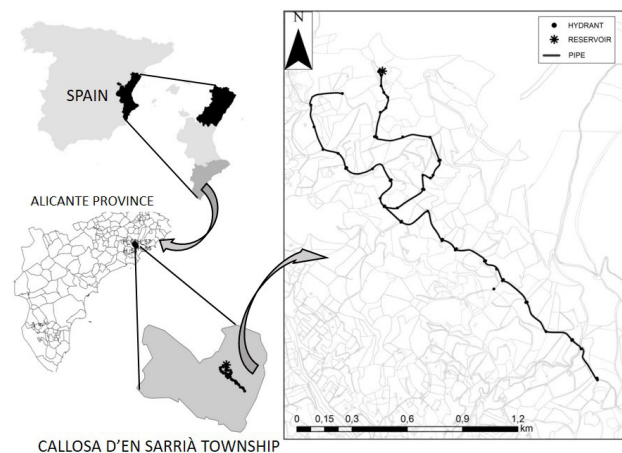 SPAIN
ALICANTE PROVINCE
CALLOSA D'EN SARRIÀ TOWNSHIP
N
HYDRANT
RESERVOIR
PIPE
0 0,15 0,3 0,6 0,9 1,2
km